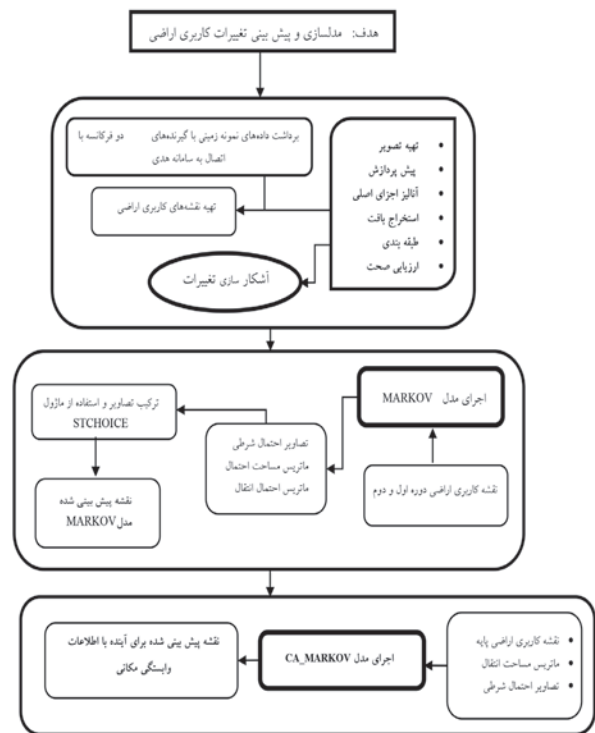 هدف: مدلسازی و پیش بینی تغییرات کاربری اراضی
برداشت داده‌های نمونه زمینی با گیرنده‌های دو فرکانسه با
اتصال به سامانه هدی
تهیه نقشه‌های کاربری اراضی
• تهیه تصویر
• پیش پردازش
• آنالیز اجزای اصلی
• استخراج بافت
• طبقه بندی
• ارزیابی صحت
آشکار سازی تغییرات
اجرای مدل MARKOV
نقشه کاربری اراضی دوره اول و دوم
تصاویر احتمال شرطی
ماتریس مساحت احتمال
ماتریس احتمال انتقال
ترکیب تصاویر و استفاده از ماژول
STCHOICE
نقشه پیش بینی شده
مدل MARKOV
• نقشه کاربری اراضی پایه
• ماتریس مساحت انتقال
• تصاویر احتمال شرطی
اجرای مدل CA_MARKOV
نقشه پیش بینی شده برای آینده با اطلاعات
وابستگی مکانی